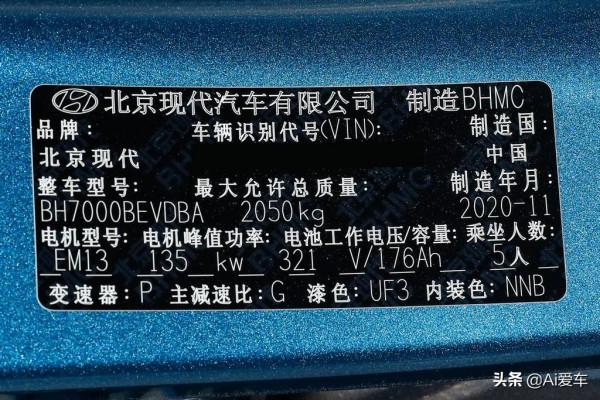 北京现代汽车有限公司 制造BHMC
品牌: 车辆识别代号(VIN): 制造国:
北京现代 中国
整车型号: 最大允许总质量: 制造年月:
BH7000BEVDBA 2050kg 2020-11
电机型号: 电机峰值功率: 电池工作电压/容量: 乘坐人数:
EM13 135 kw 321 V/176Ah 5人
变速器: P 主减速比: G 漆色: UF3 内装色: NNB
头条 @Ai爱车